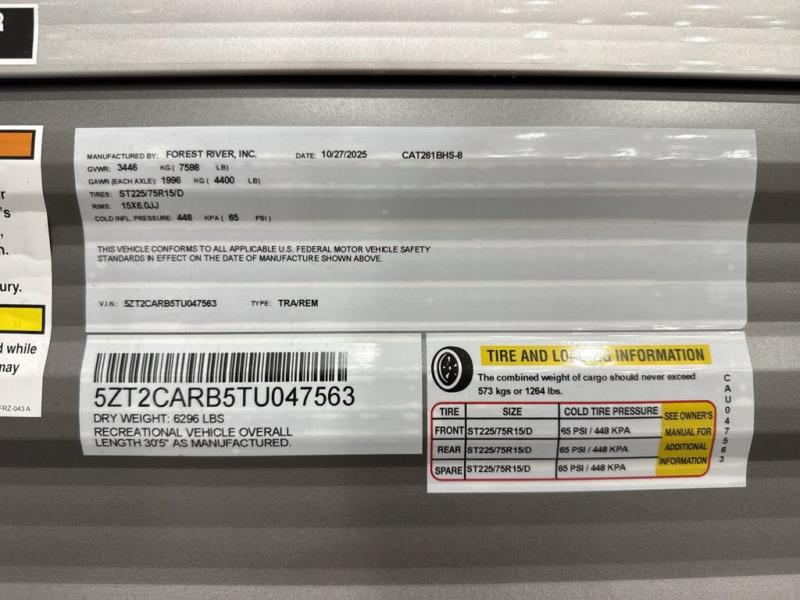 R
MANUFACTURED BY: FOREST RIVER, INC. DATE: 10/27/2025 CAT261BHS-8
GVWR: 3446 KG ( 7598 LB)
GAWR (EACH AXLE): 1996 KG ( 4400 LB)
TIRES: ST225/75R15/D
RIMS: 15X6.0JJ
COLD INFL. PRESSURE: 448 KPA ( 65 PSI )
THIS VEHICLE CONFORMS TO ALL APPLICABLE U.S. FEDERAL MOTOR VEHICLE SAFETY
STANDARDS IN EFFECT ON THE DATE OF MANUFACTURE SHOWN ABOVE.
V.I.N.: 5ZT2CARB5TU047563 TYPE: TRA/REM
r
's
,
n.
ury.
d while
may
FRZ-043 A
5ZT2CARB5TU047563
DRY WEIGHT: 6296 LBS
RECREATIONAL VEHICLE OVERALL
LENGTH 30'5" AS MANUFACTURED.
TIRE AND LOADING INFORMATION
The combined weight of cargo should never exceed
573 kgs or 1264 lbs.
TIRE SIZE COLD TIRE PRESSURE
FRONT ST225/75R15/D 65 PSI / 448 KPA
REAR ST225/75R15/D 65 PSI / 448 KPA
SPARE ST225/75R15/D 65 PSI / 448 KPA
SEE OWNER'S
MANUAL FOR
ADDITIONAL
INFORMATION
CAU047563